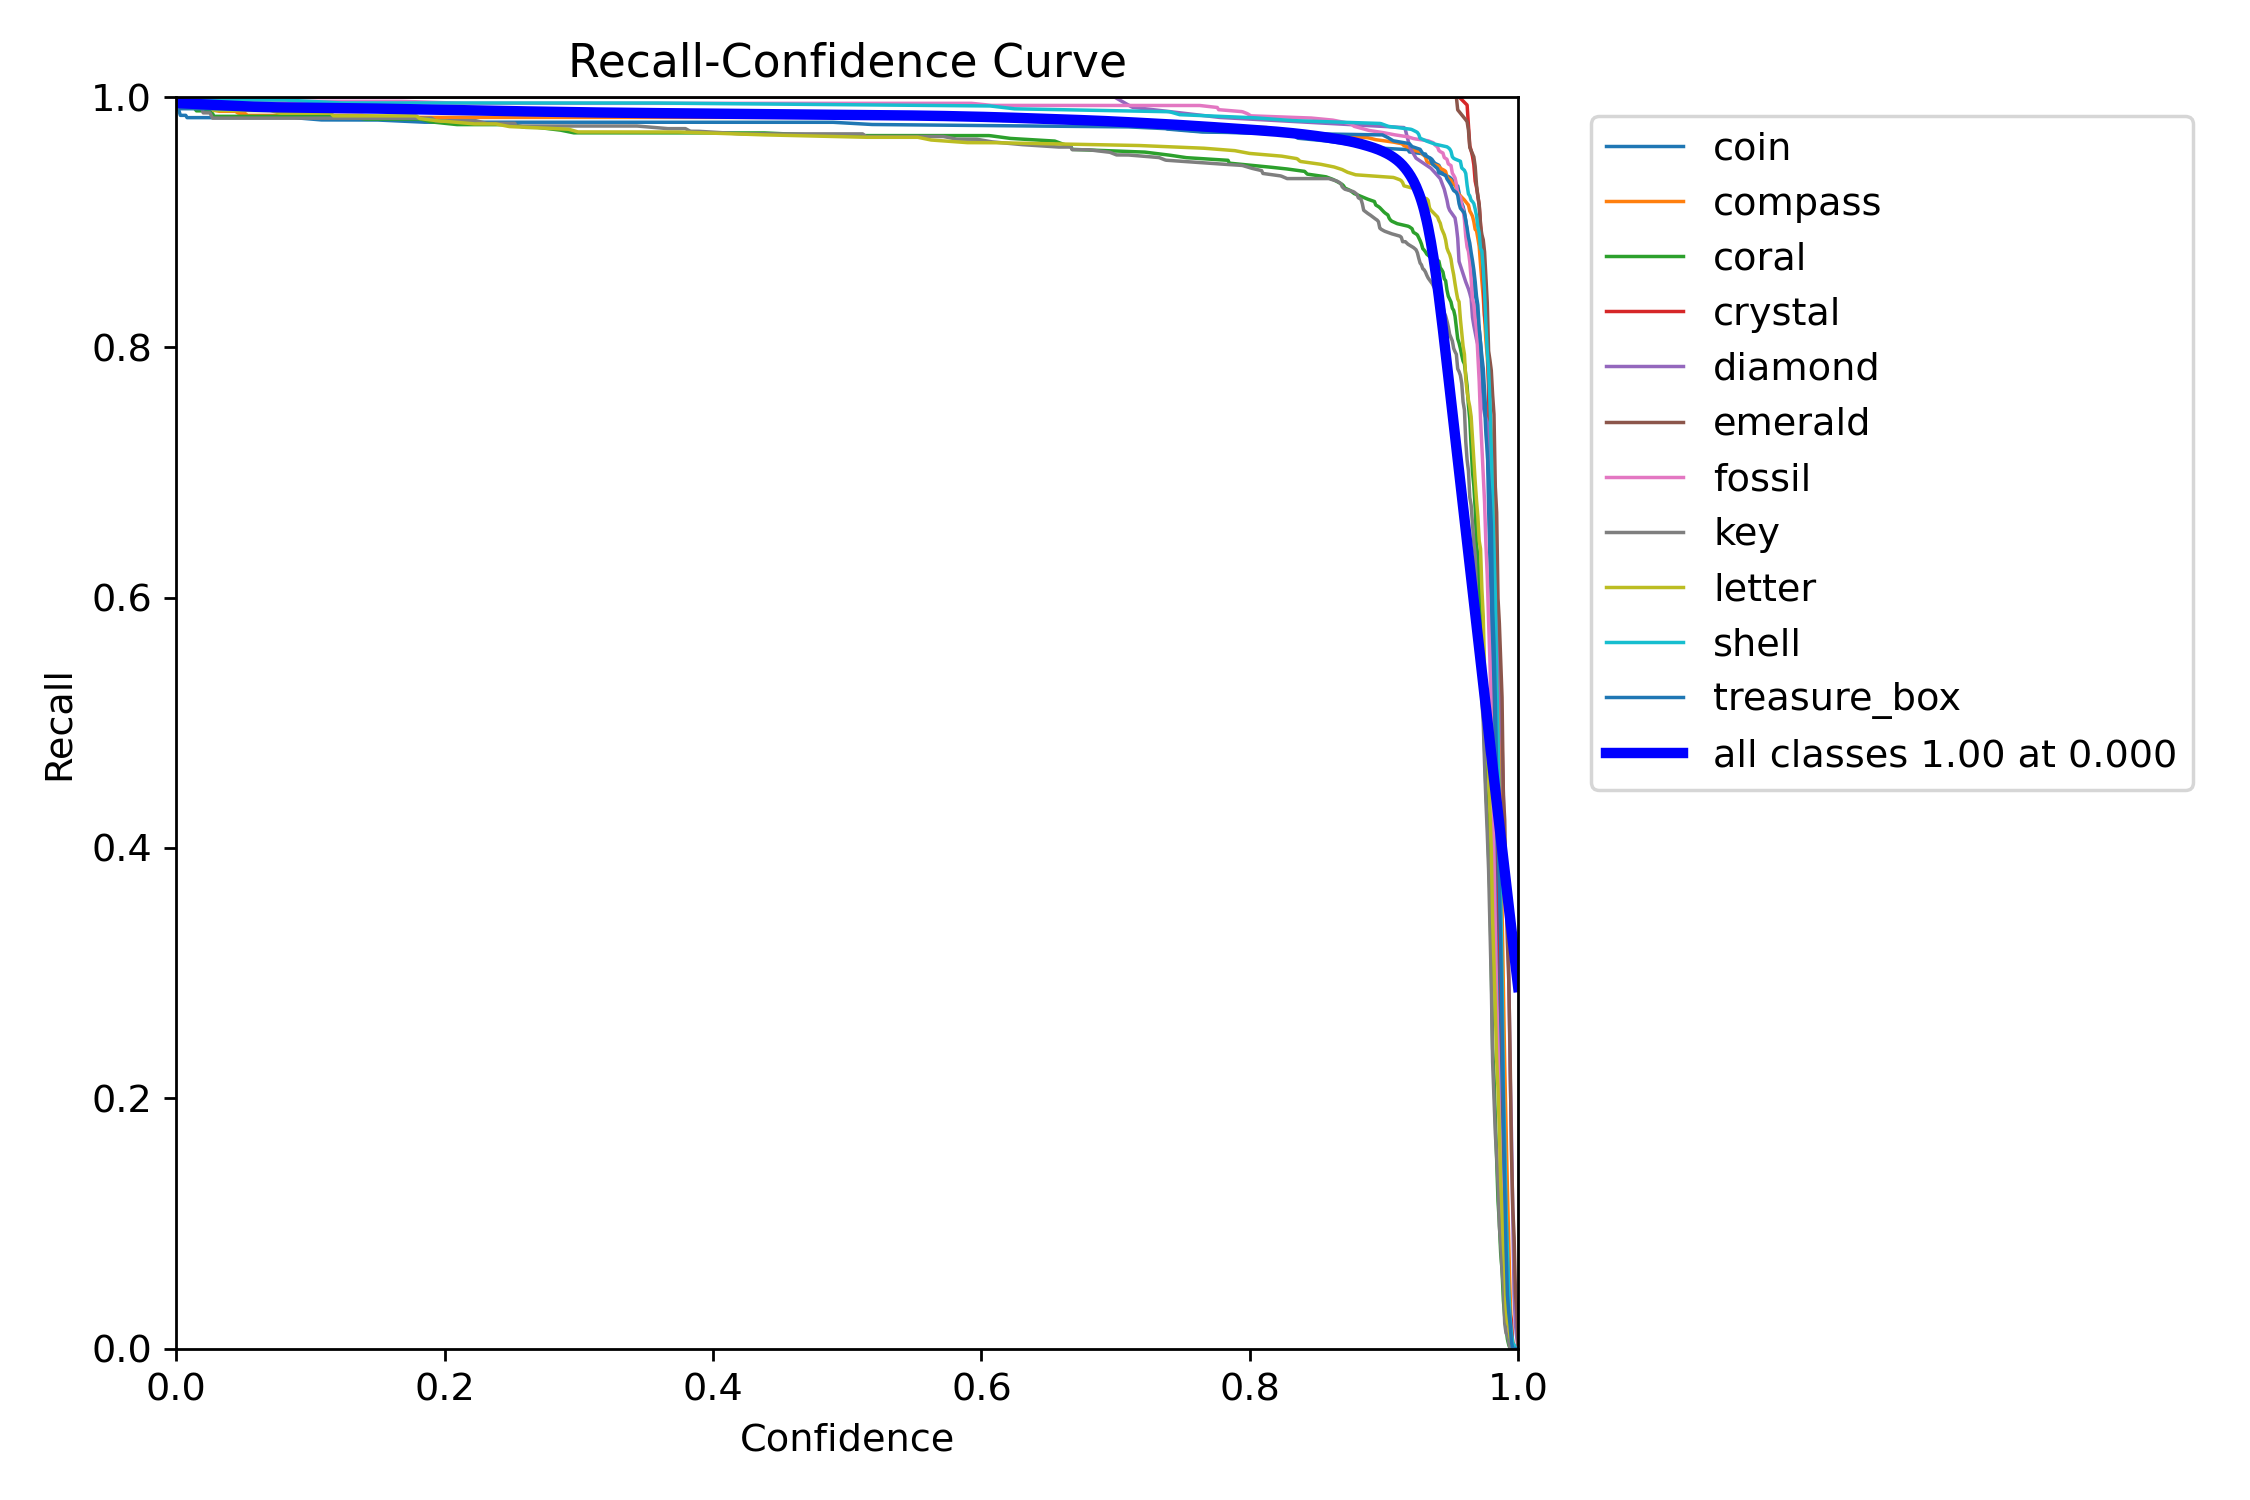 Recall-Confidence Curve
1.0
0.8
0.6
0.4
0.2
0.0
Recall
0.0 0.2 0.4 0.6 0.8 1.0
Confidence
coin
compass
coral
crystal
diamond
emerald
fossil
key
letter
shell
treasure_box
all classes 1.00 at 0.000